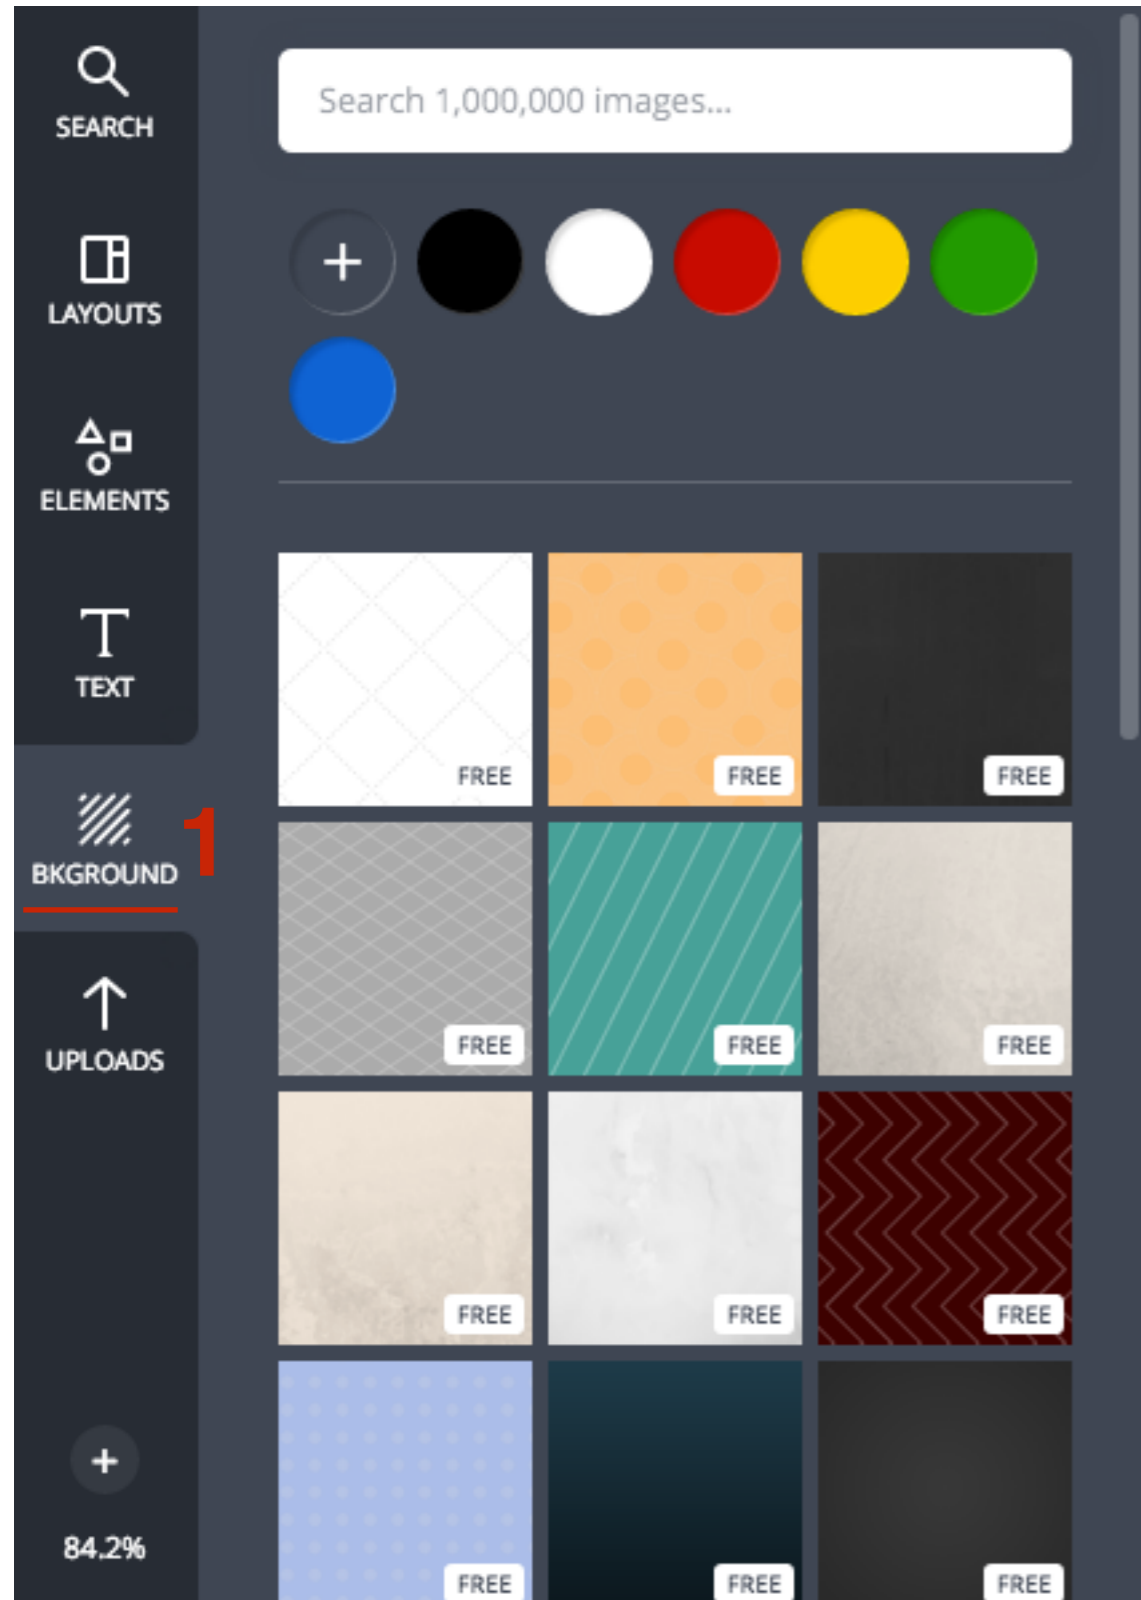 SEARCH
LAYOUTS
ELEMENTS
TEXT
BKGROUND
1
UPLOADS
+
84.2%
Search 1,000,000 images...
+
FREE
FREE
FREE
FREE
FREE
FREE
FREE
FREE
FREE
FREE
FREE
FREE